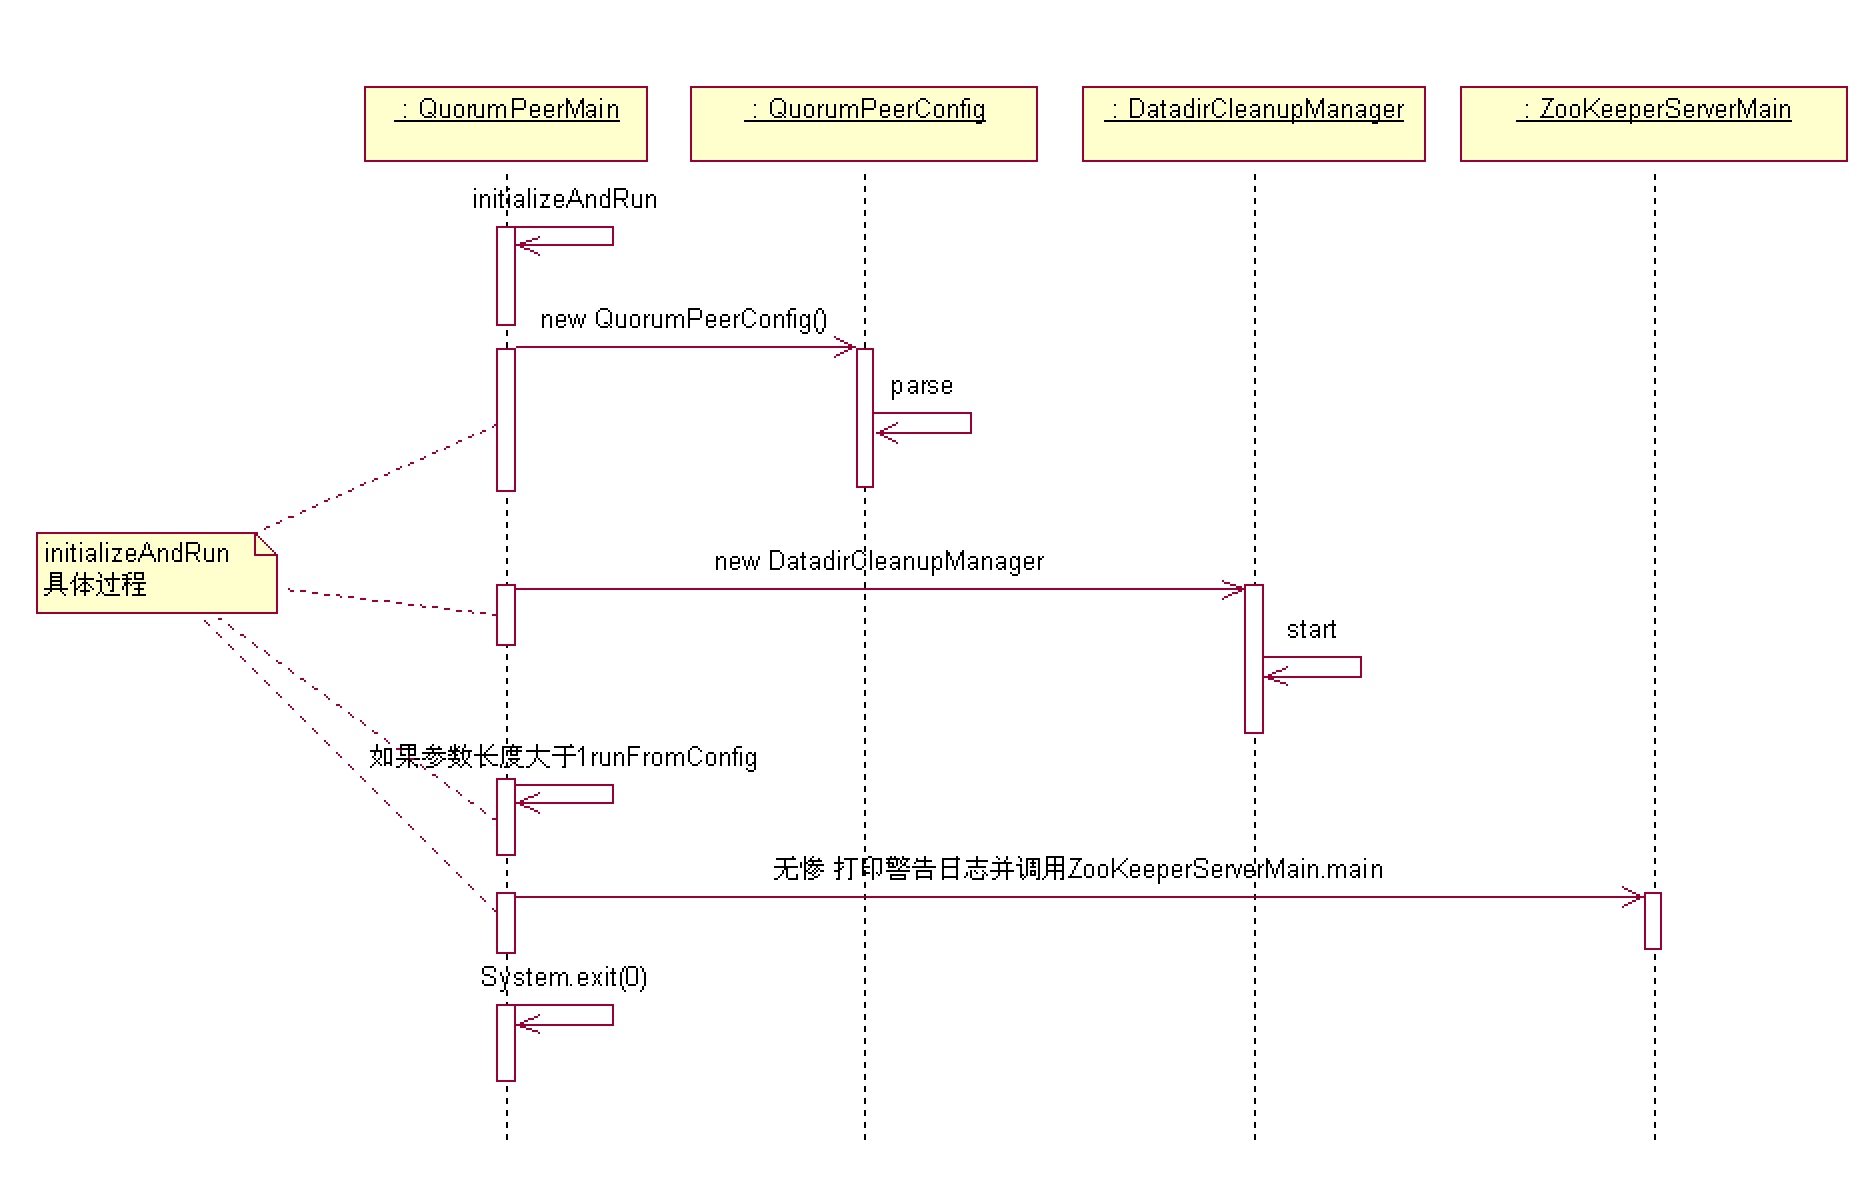 : QuorumPeerMain
: QuorumPeerConfig
: DatadirCleanupManager
: ZooKeeperServerMain
initializeAndRun
new QuorumPeerConfig()
parse
initializeAndRun
具体过程
new DatadirCleanupManager
start
如果参数长度大于1runFromConfig
无惨 打印警告日志并调用ZooKeeperServerMain.main
System.exit(0)